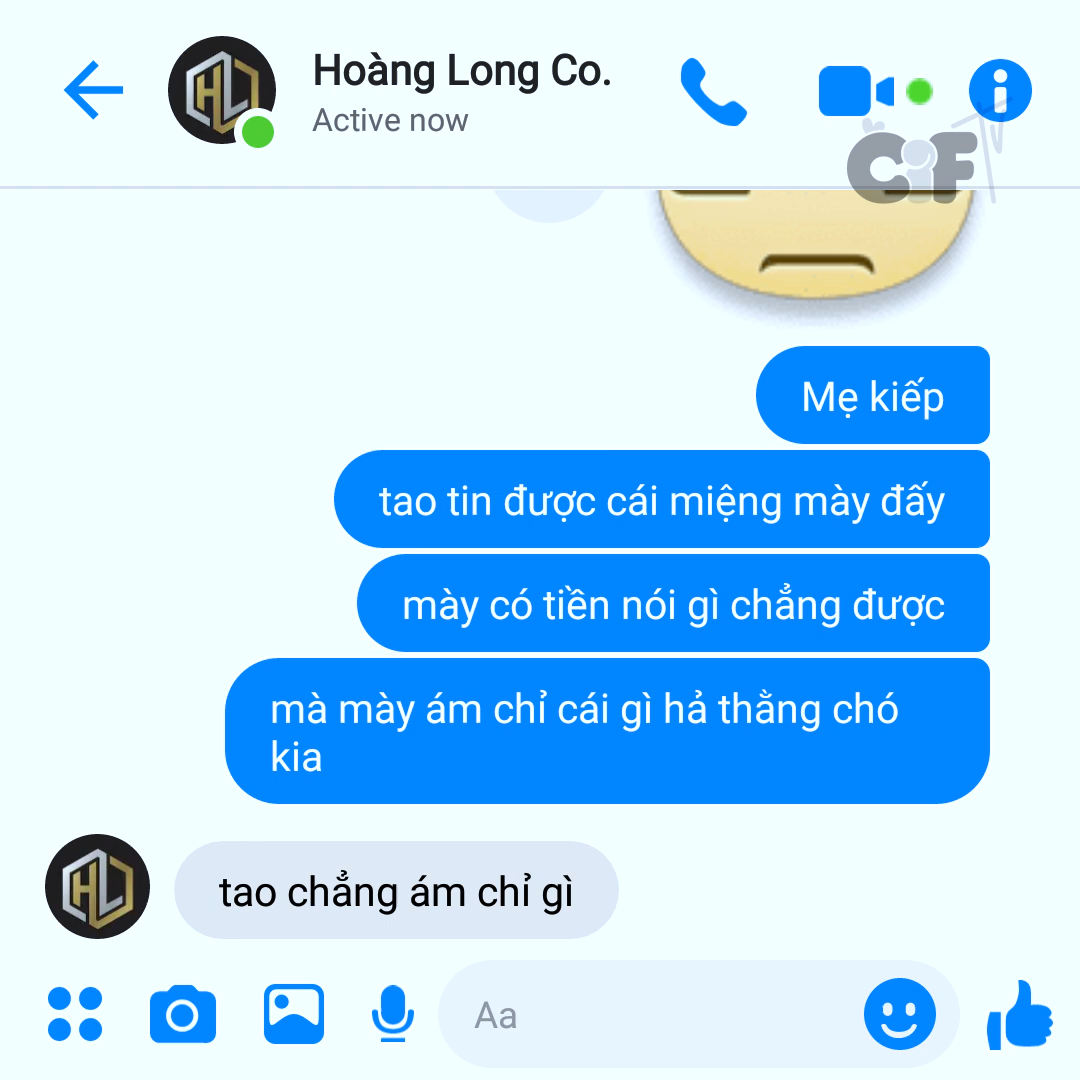 Hoàng Long Co.
Active now
CiF
TV
Mẹ kiếp
tao tin được cái miệng mày đấy
mày có tiền nói gì chẳng được
mà mày ám chỉ cái gì hả thằng chó
kia
HL
tao chẳng ám chỉ gì
Aa